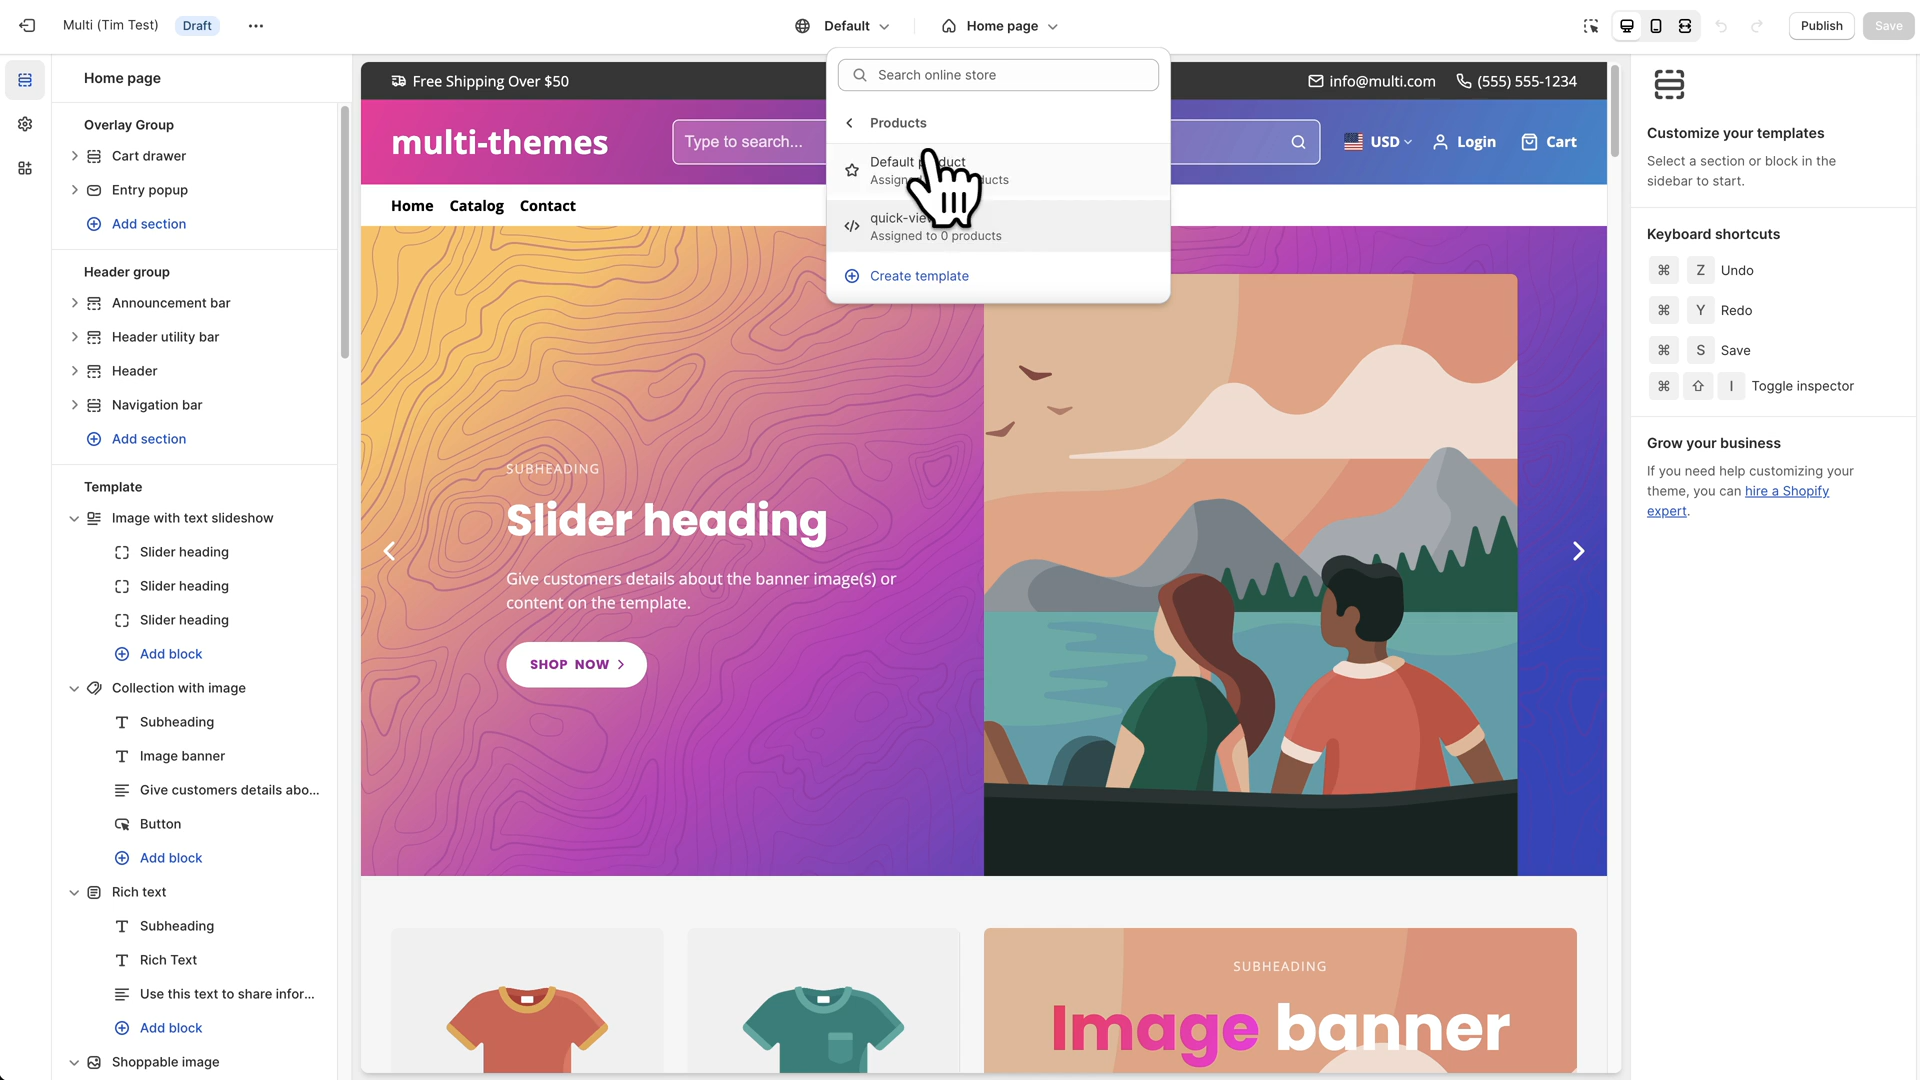 Multi (Tim Test)
Draft
Default
Home page
Publish
Save
Home page
Overlay Group
Cart drawer
Entry popup
Add section
Header group
Announcement bar
Header utility bar
Header
Navigation bar
Add section
Template
Image with text slideshow
Slider heading
Slider heading
Slider heading
Add block
Collection with image
Subheading
Image banner
Give customers details abo...
Button
Add block
Rich text
Subheading
Rich Text
Use this text to share infor...
Add block
Shoppable image
Search online store
Products
Default
Assigned to 0 products
Create template
Free Shipping Over $50
info@multi.com
(555) 555-1234
multi-themes
Type to search...
USD
Login
Cart
Home
Catalog
Contact
SUBHEADING
Slider heading
Give customers details about the banner image(s) or
content on the template.
SHOP NOW
SUBHEADING
Image banner
Customize your templates
Select a section or block in the
sidebar to start.
Keyboard shortcuts
⌘ Z Undo
⌘ Y Redo
⌘ S Save
⌘ ⇧ I Toggle inspector
Grow your business
If you need help customizing your
theme, you can hire a Shopify
expert.